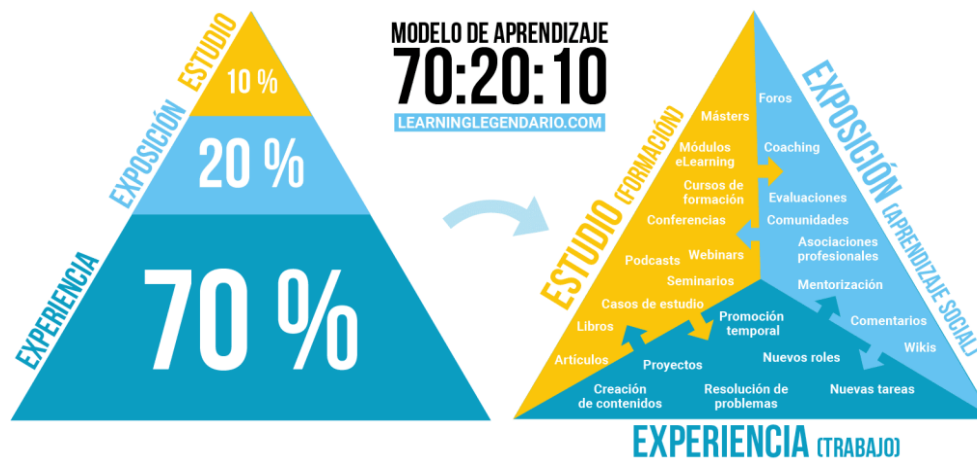 MODELO DE APRENDIZAJE
70:20:10
LEARNINGLEGENDARIO.COM
ESTUDIO
10 %
EXPOSICIÓN
20 %
EXPERIENCIA
70 %
ESTUDIO (FORMACIÓN)
Másters
Módulos
eLearning
Cursos de
formación
Conferencias
Webinars
Podcasts
Seminarios
Casos de estudio
Libros
Artículos
EXPOSICIÓN (APRENDIZAJE SOCIAL)
Foros
Coaching
Evaluaciones
Comunidades
Asociaciones
profesionales
Mentorización
Comentarios
Wikis
Promoción
temporal
Proyectos
Nuevos roles
Creación
de contenidos
Resolución de
problemas
Nuevas tareas
EXPERIENCIA (TRABAJO)